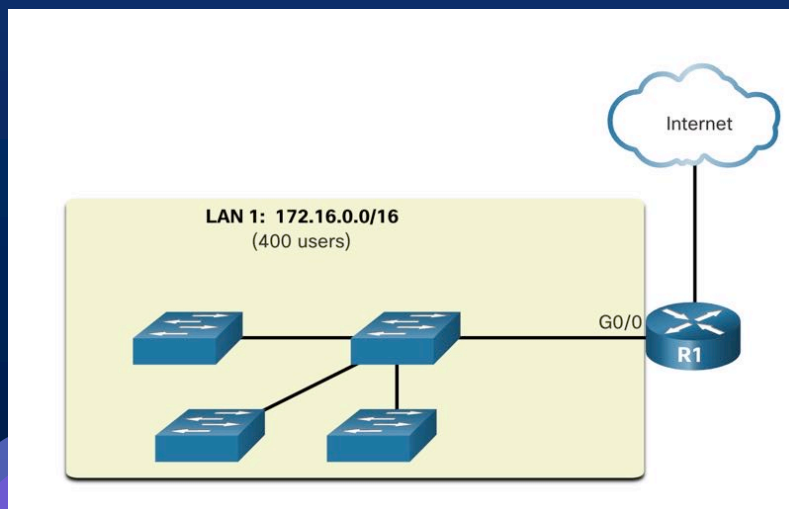 Internet
LAN 1: 172.16.0.0/16
(400 users)
G0/0
R1